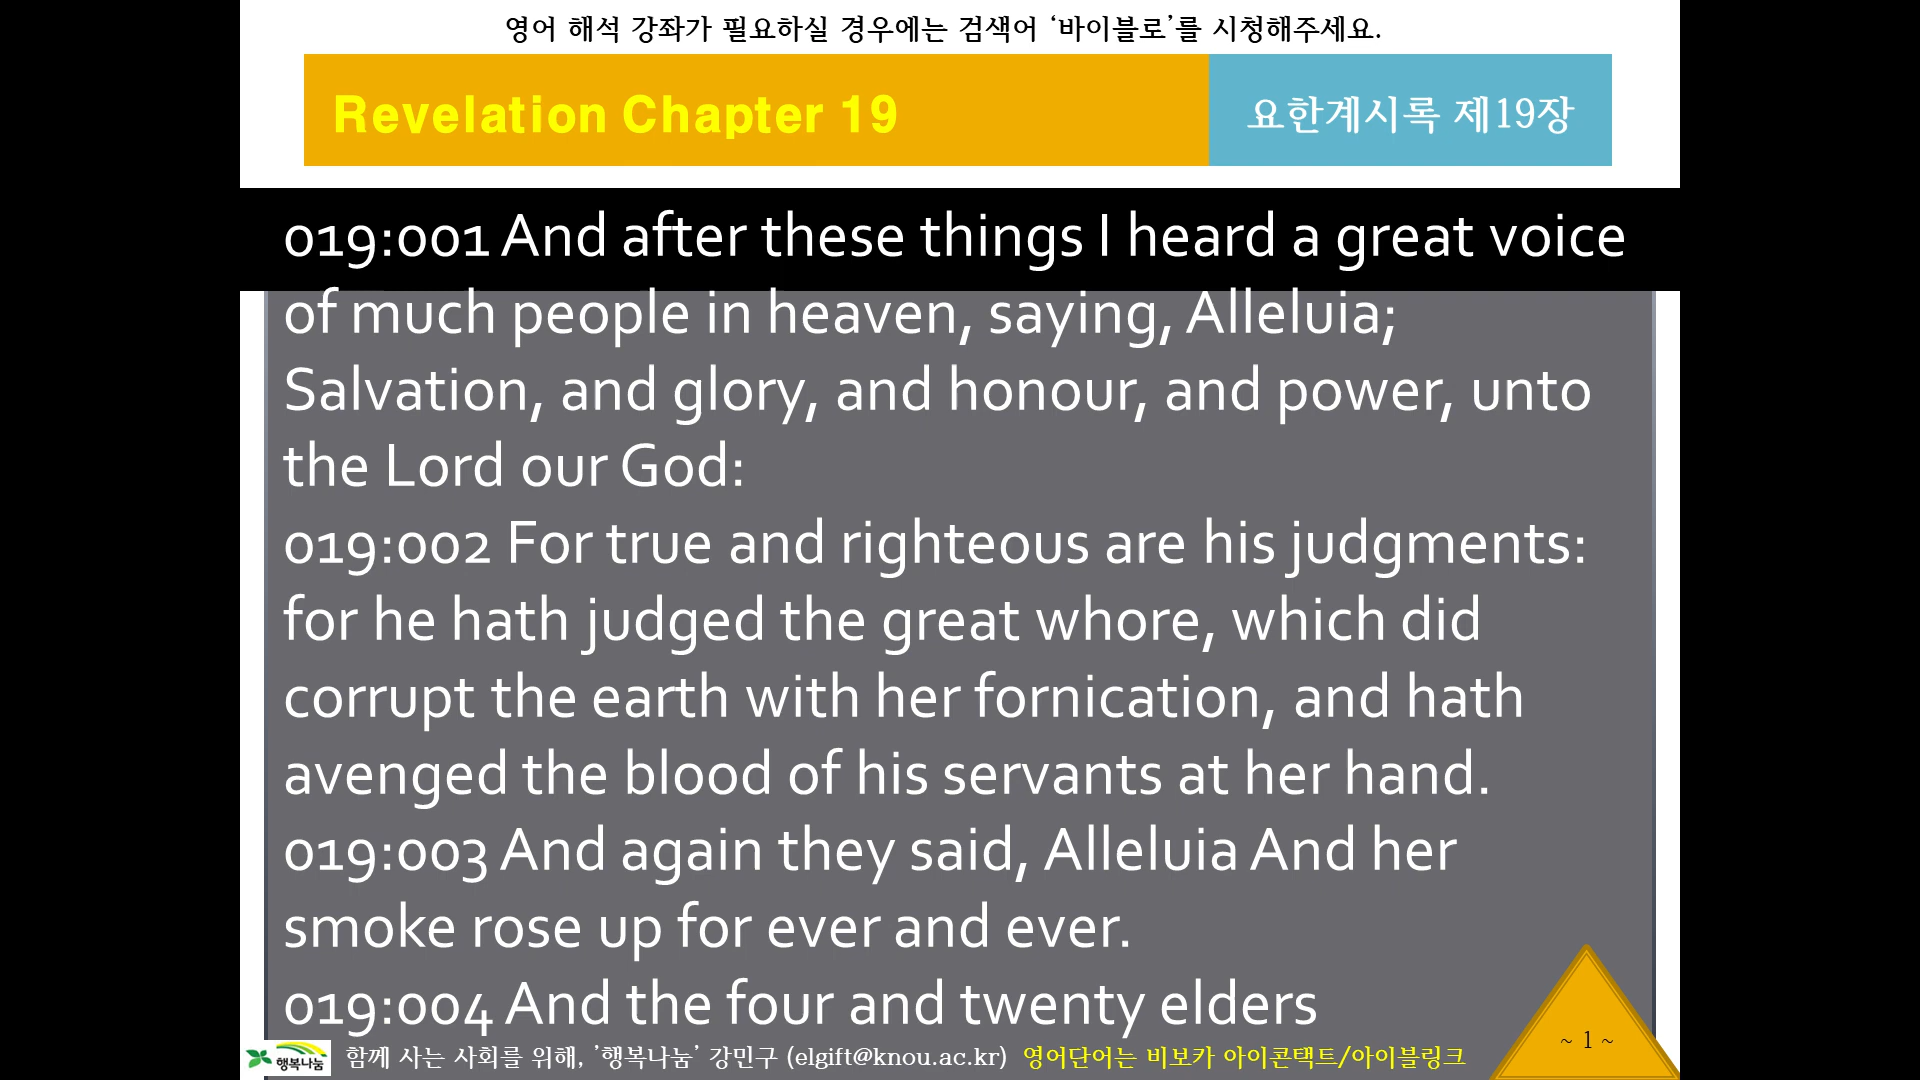 영어 해석 강좌가 필요하실 경우에는 검색어 ‘바이블로’를 시청해주세요.
Revelation Chapter 19
요한계시록 제19장
019:001 And after these things I heard a great voice
of much people in heaven, saying, Alleluia;
Salvation, and glory, and honour, and power, unto
the Lord our God:
019:002 For true and righteous are his judgments:
for he hath judged the great whore, which did
corrupt the earth with her fornication, and hath
avenged the blood of his servants at her hand.
019:003 And again they said, Alleluia And her
smoke rose up for ever and ever.
019:004 And the four and twenty elders
~ 1 ~
행복나눔
함께 사는 사회를 위해, ’행복나눔’ 강민구 (elgift@knou.ac.kr) 영어단어는 비보카 아이콘택트/아이블링크